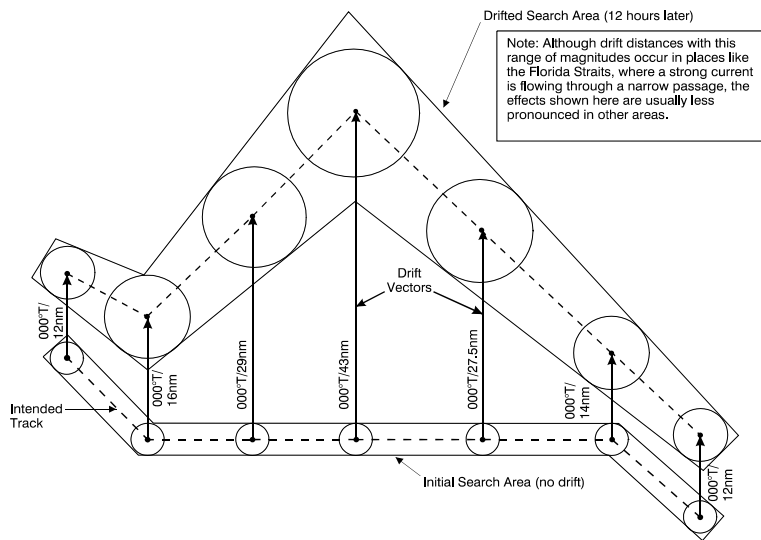 Drifted Search Area (12 hours later)
Note: Although drift distances with this
range of magnitudes occur in places like
the Florida Straits, where a strong current
is flowing through a narrow passage, the
effects shown here are usually less
pronounced in other areas.
Drift
Vectors
000°T/
12nm
000°T/
16nm
000°T/29nm
000°T/43nm
000°T/27.5nm
000°T/
14nm
000°T/
12nm
Intended
Track
Initial Search Area (no drift)